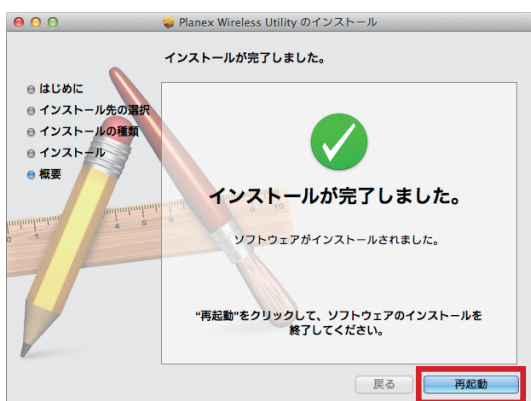 Planex Wireless Utility のインストール
インストールが完了しました。
はじめに
インストール先の選択
インストールの種類
インストール
概要
インストールが完了しました。
ソフトウェアがインストールされました。
"再起動"をクリックして、ソフトウェアのインストールを
終了してください。
戻る
再起動